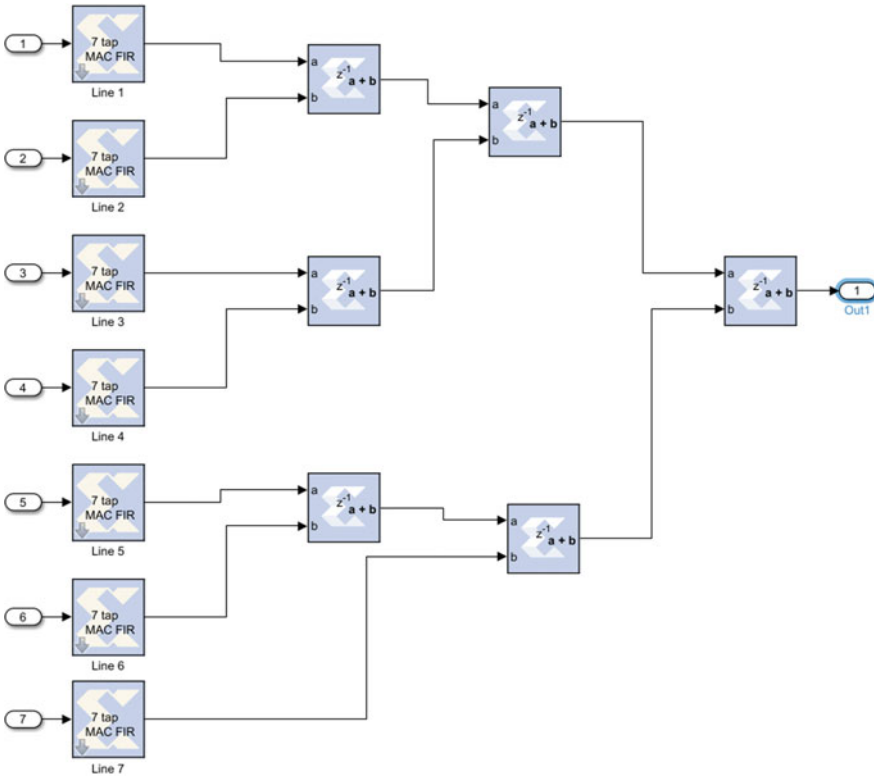 1
7 tap
MAC FIR
Line 1
2
7 tap
MAC FIR
Line 2
3
7 tap
MAC FIR
Line 3
4
7 tap
MAC FIR
Line 4
5
7 tap
MAC FIR
Line 5
6
7 tap
MAC FIR
Line 6
7
7 tap
MAC FIR
Line 7
a
b
z-1
a + b
a
b
z-1
a + b
a
b
z-1
a + b
a
b
z-1
a + b
a
b
z-1
a + b
a
b
z-1
a + b
1
Out1